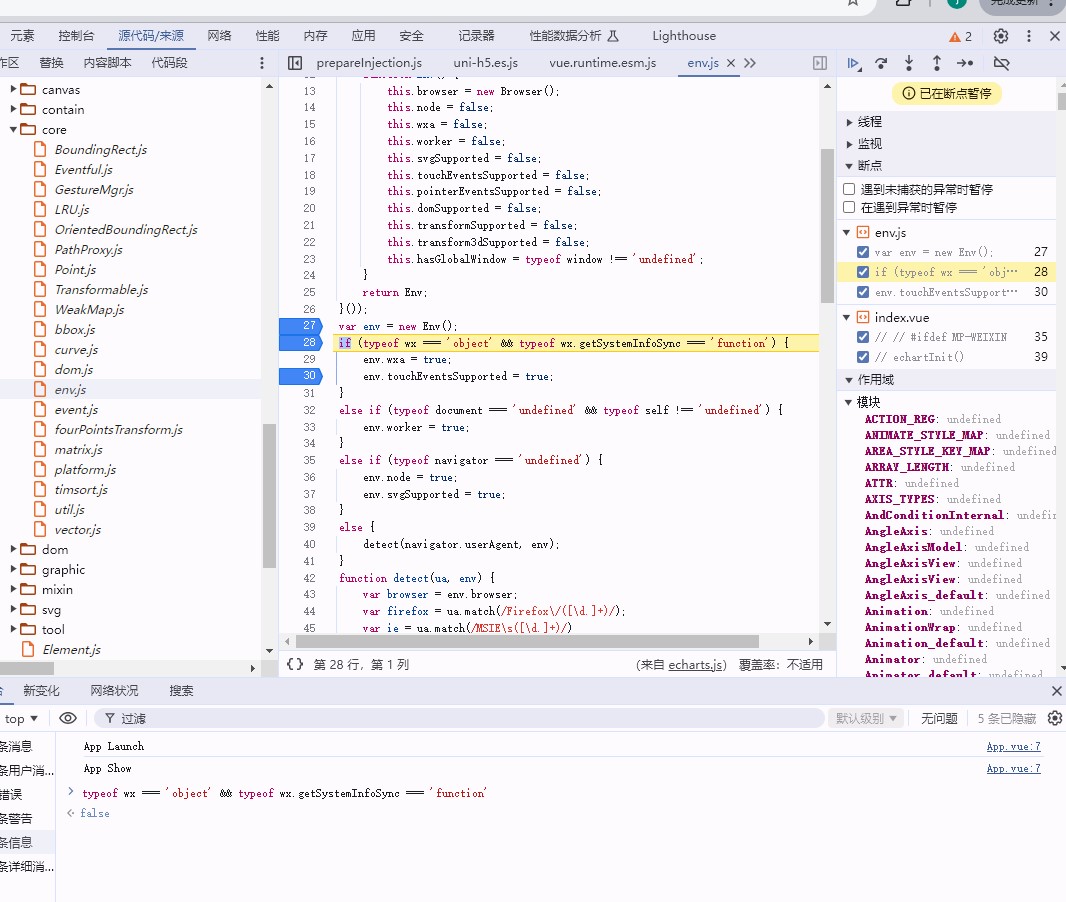 元素 控制台 源代码/来源 网络 性能 内存 应用 安全 记录器 性能数据分析 Lighthouse 2
作区 替换 内容脚本 代码段
prepareInjection.js uni-h5.es.js vue.runtime.esm.js env.js
canvas
contain
core
BoundingRect.js
Eventful.js
GestureMgr.js
LRU.js
OrientedBoundingRect.js
PathProxy.js
Point.js
Transformable.js
WeakMap.js
bbox.js
curve.js
dom.js
env.js
event.js
fourPointsTransform.js
matrix.js
platform.js
timsort.js
util.js
vector.js
dom
graphic
mixin
svg
tool
Element.js
13 this.browser = new Browser();
14 this.node = false;
15 this.wxa = false;
16 this.worker = false;
17 this.svgSupported = false;
18 this.touchEventsSupported = false;
19 this.pointerEventsSupported = false;
20 this.domSupported = false;
21 this.transformSupported = false;
22 this.transform3dSupported = false;
23 this.hasGlobalWindow = typeof window !== 'undefined';
24 }
25 return Env;
26 }());
27 var env = new Env();
28 if (typeof wx === 'object' && typeof wx.getSystemInfoSync === 'function') {
29 env.wxa = true;
30 env.touchEventsSupported = true;
31 }
32 else if (typeof document === 'undefined' && typeof self !== 'undefined') {
33 env.worker = true;
34 }
35 else if (typeof navigator === 'undefined') {
36 env.node = true;
37 env.svgSupported = true;
38 }
39 else {
40 detect(navigator.userAgent, env);
41 }
42 function detect(ua, env) {
43 var browser = env.browser;
44 var firefox = ua.match(/Firefox\/([\d.]+)/);
45 var ie = ua.match(/MSIE\s([\d.]+)/)
{} 第 28 行，第 1 列 (来自 echarts.js) 覆盖率：不适用
已在断点暂停
线程
监视
断点
遇到未捕获的异常时暂停
在遇到异常时暂停
env.js
var env = new Env(); 27
if (typeof wx === 'obj… 28
env.touchEventsSupport… 30
index.vue
// // #ifdef MP-WEIXIN 35
// echartInit() 39
作用域
模块
ACTION_REG: undefined
ANIMATE_STYLE_MAP: undefined
AREA_STYLE_KEY_MAP: undefined
ARRAY_LENGTH: undefined
ATTR: undefined
AXIS_TYPES: undefined
AndConditionInternal: undefin
AngleAxis: undefined
AngleAxisModel: undefined
AngleAxisView: undefined
AngleAxisView: undefined
AngleAxis_default: undefined
Animation: undefined
AnimationWrap: undefined
Animation_default: undefined
Animator: undefined
Animator_default: undefined
新变化 网络状况 搜索
top 过滤 默认级别 无问题 5 条已隐藏
条消息
条用户消...
错误
条警告
条信息
条详细消...
App Launch App.vue:7
App Show App.vue:7
typeof wx === 'object' && typeof wx.getSystemInfoSync === 'function'
false